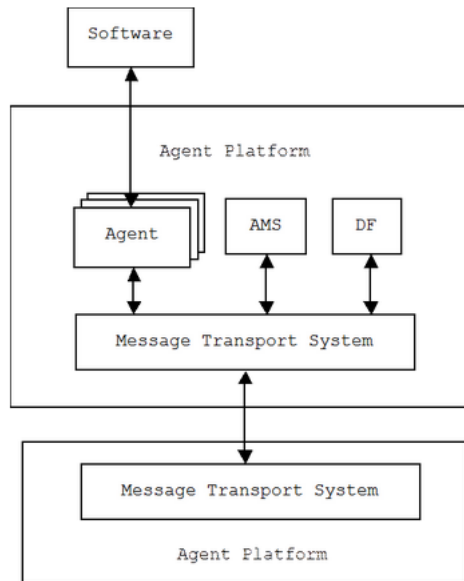 Software
Agent Platform
Agent
AMS
DF
Message Transport System
Message Transport System
Agent Platform